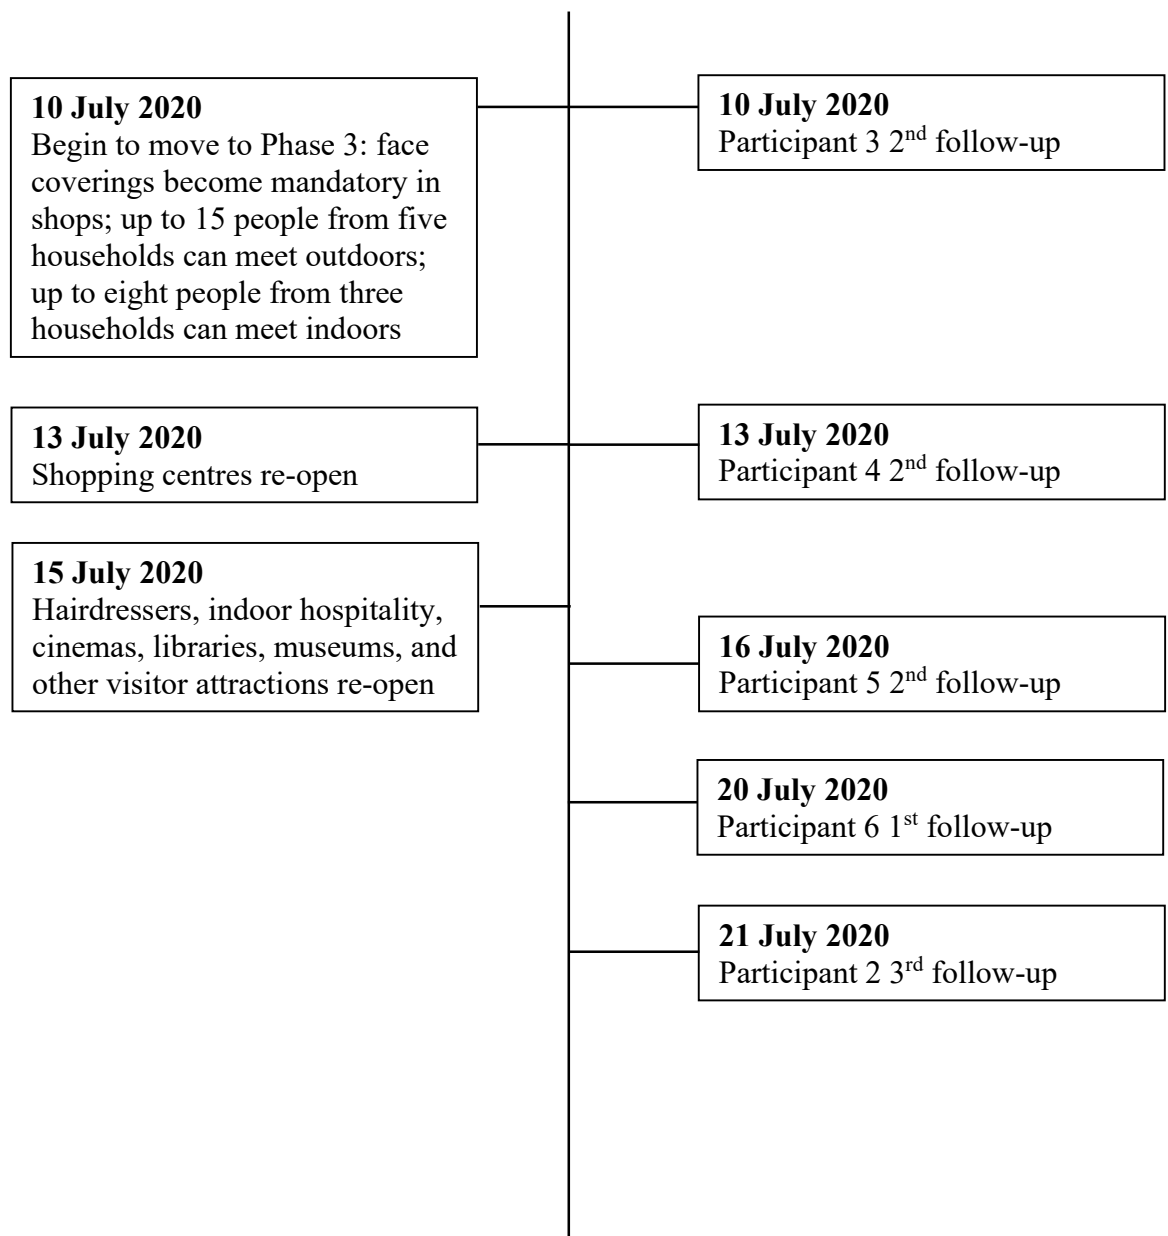 10 July 2020
Begin to move to Phase 3: face
coverings become mandatory in
shops; up to 15 people from five
households can meet outdoors;
up to eight people from three
households can meet indoors
10 July 2020
Participant 3 2nd follow-up
13 July 2020
Shopping centres re-open
13 July 2020
Participant 4 2nd follow-up
15 July 2020
Hairdressers, indoor hospitality,
cinemas, libraries, museums, and
other visitor attractions re-open
16 July 2020
Participant 5 2nd follow-up
20 July 2020
Participant 6 1st follow-up
21 July 2020
Participant 2 3rd follow-up